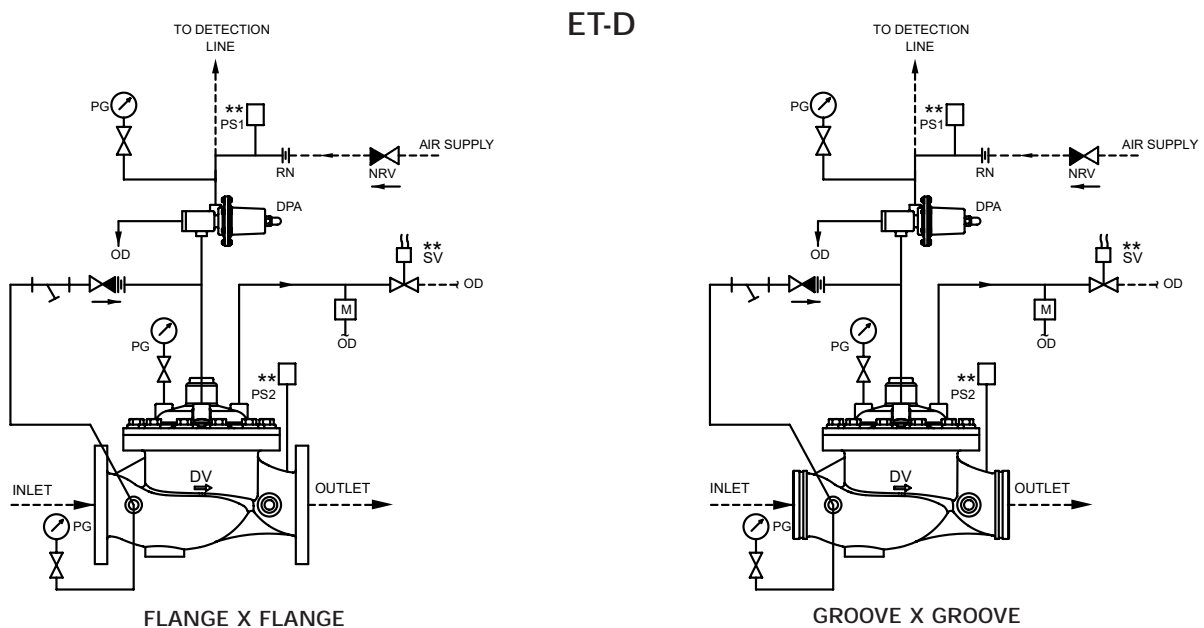 ET-D
TO DETECTION
LINE
PG
**
PS1
AIR SUPPLY
RN
NRV
DPA
OD
**
SV
OD
M
OD
PG
**
PS2
DV
INLET
OUTLET
PG
FLANGE X FLANGE
TO DETECTION
LINE
PG
**
PS1
AIR SUPPLY
RN
NRV
DPA
OD
**
SV
OD
M
OD
PG
**
PS2
DV
INLET
OUTLET
PG
GROOVE X GROOVE